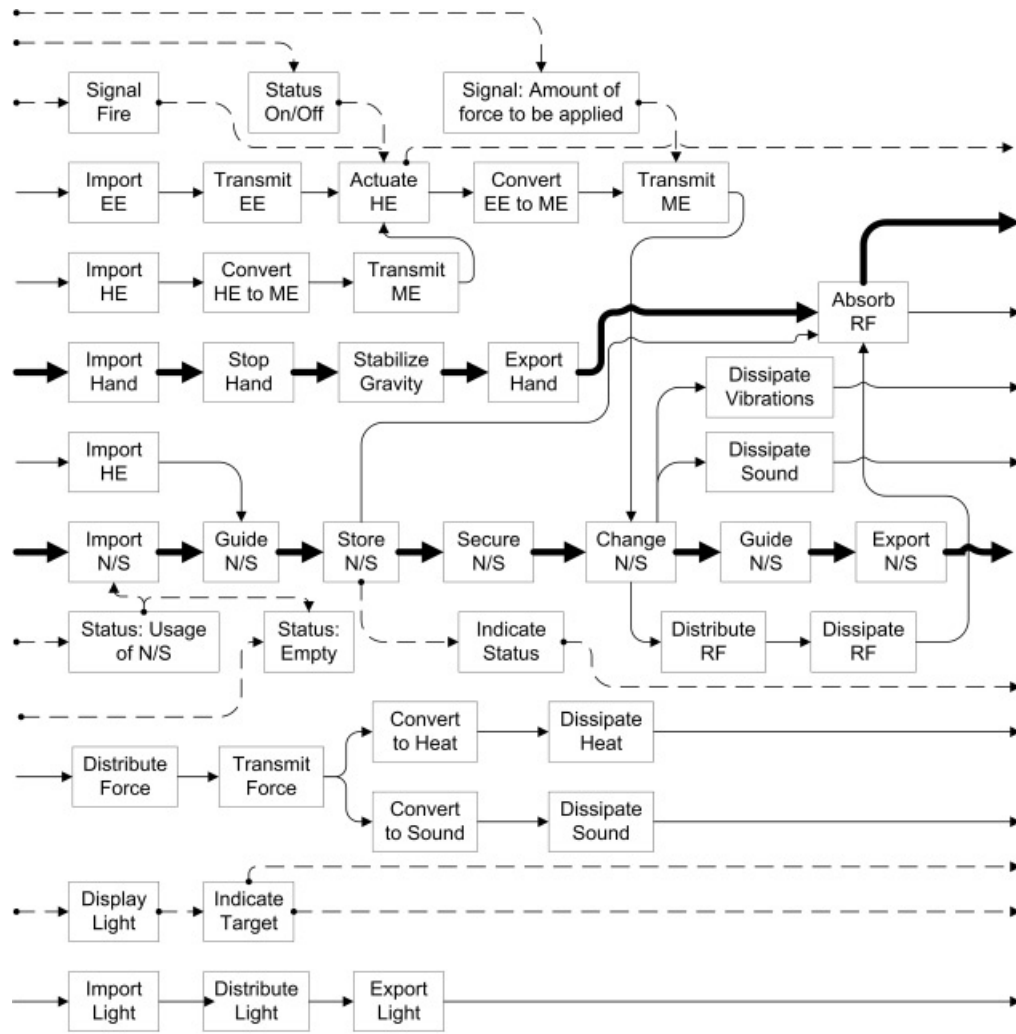 Signal
Fire
Status
On/Off
Signal: Amount of
force to be applied
Import
EE
Transmit
EE
Actuate
HE
Convert
EE to ME
Transmit
ME
Import
HE
Convert
HE to ME
Transmit
ME
Absorb
RF
Import
Hand
Stop
Hand
Stabilize
Gravity
Export
Hand
Dissipate
Vibrations
Import
HE
Dissipate
Sound
Import
N/S
Guide
N/S
Store
N/S
Secure
N/S
Change
N/S
Guide
N/S
Export
N/S
Status: Usage
of N/S
Status:
Empty
Indicate
Status
Distribute
RF
Dissipate
RF
Convert
to Heat
Dissipate
Heat
Distribute
Force
Transmit
Force
Convert
to Sound
Dissipate
Sound
Display
Light
Indicate
Target
Import
Light
Distribute
Light
Export
Light